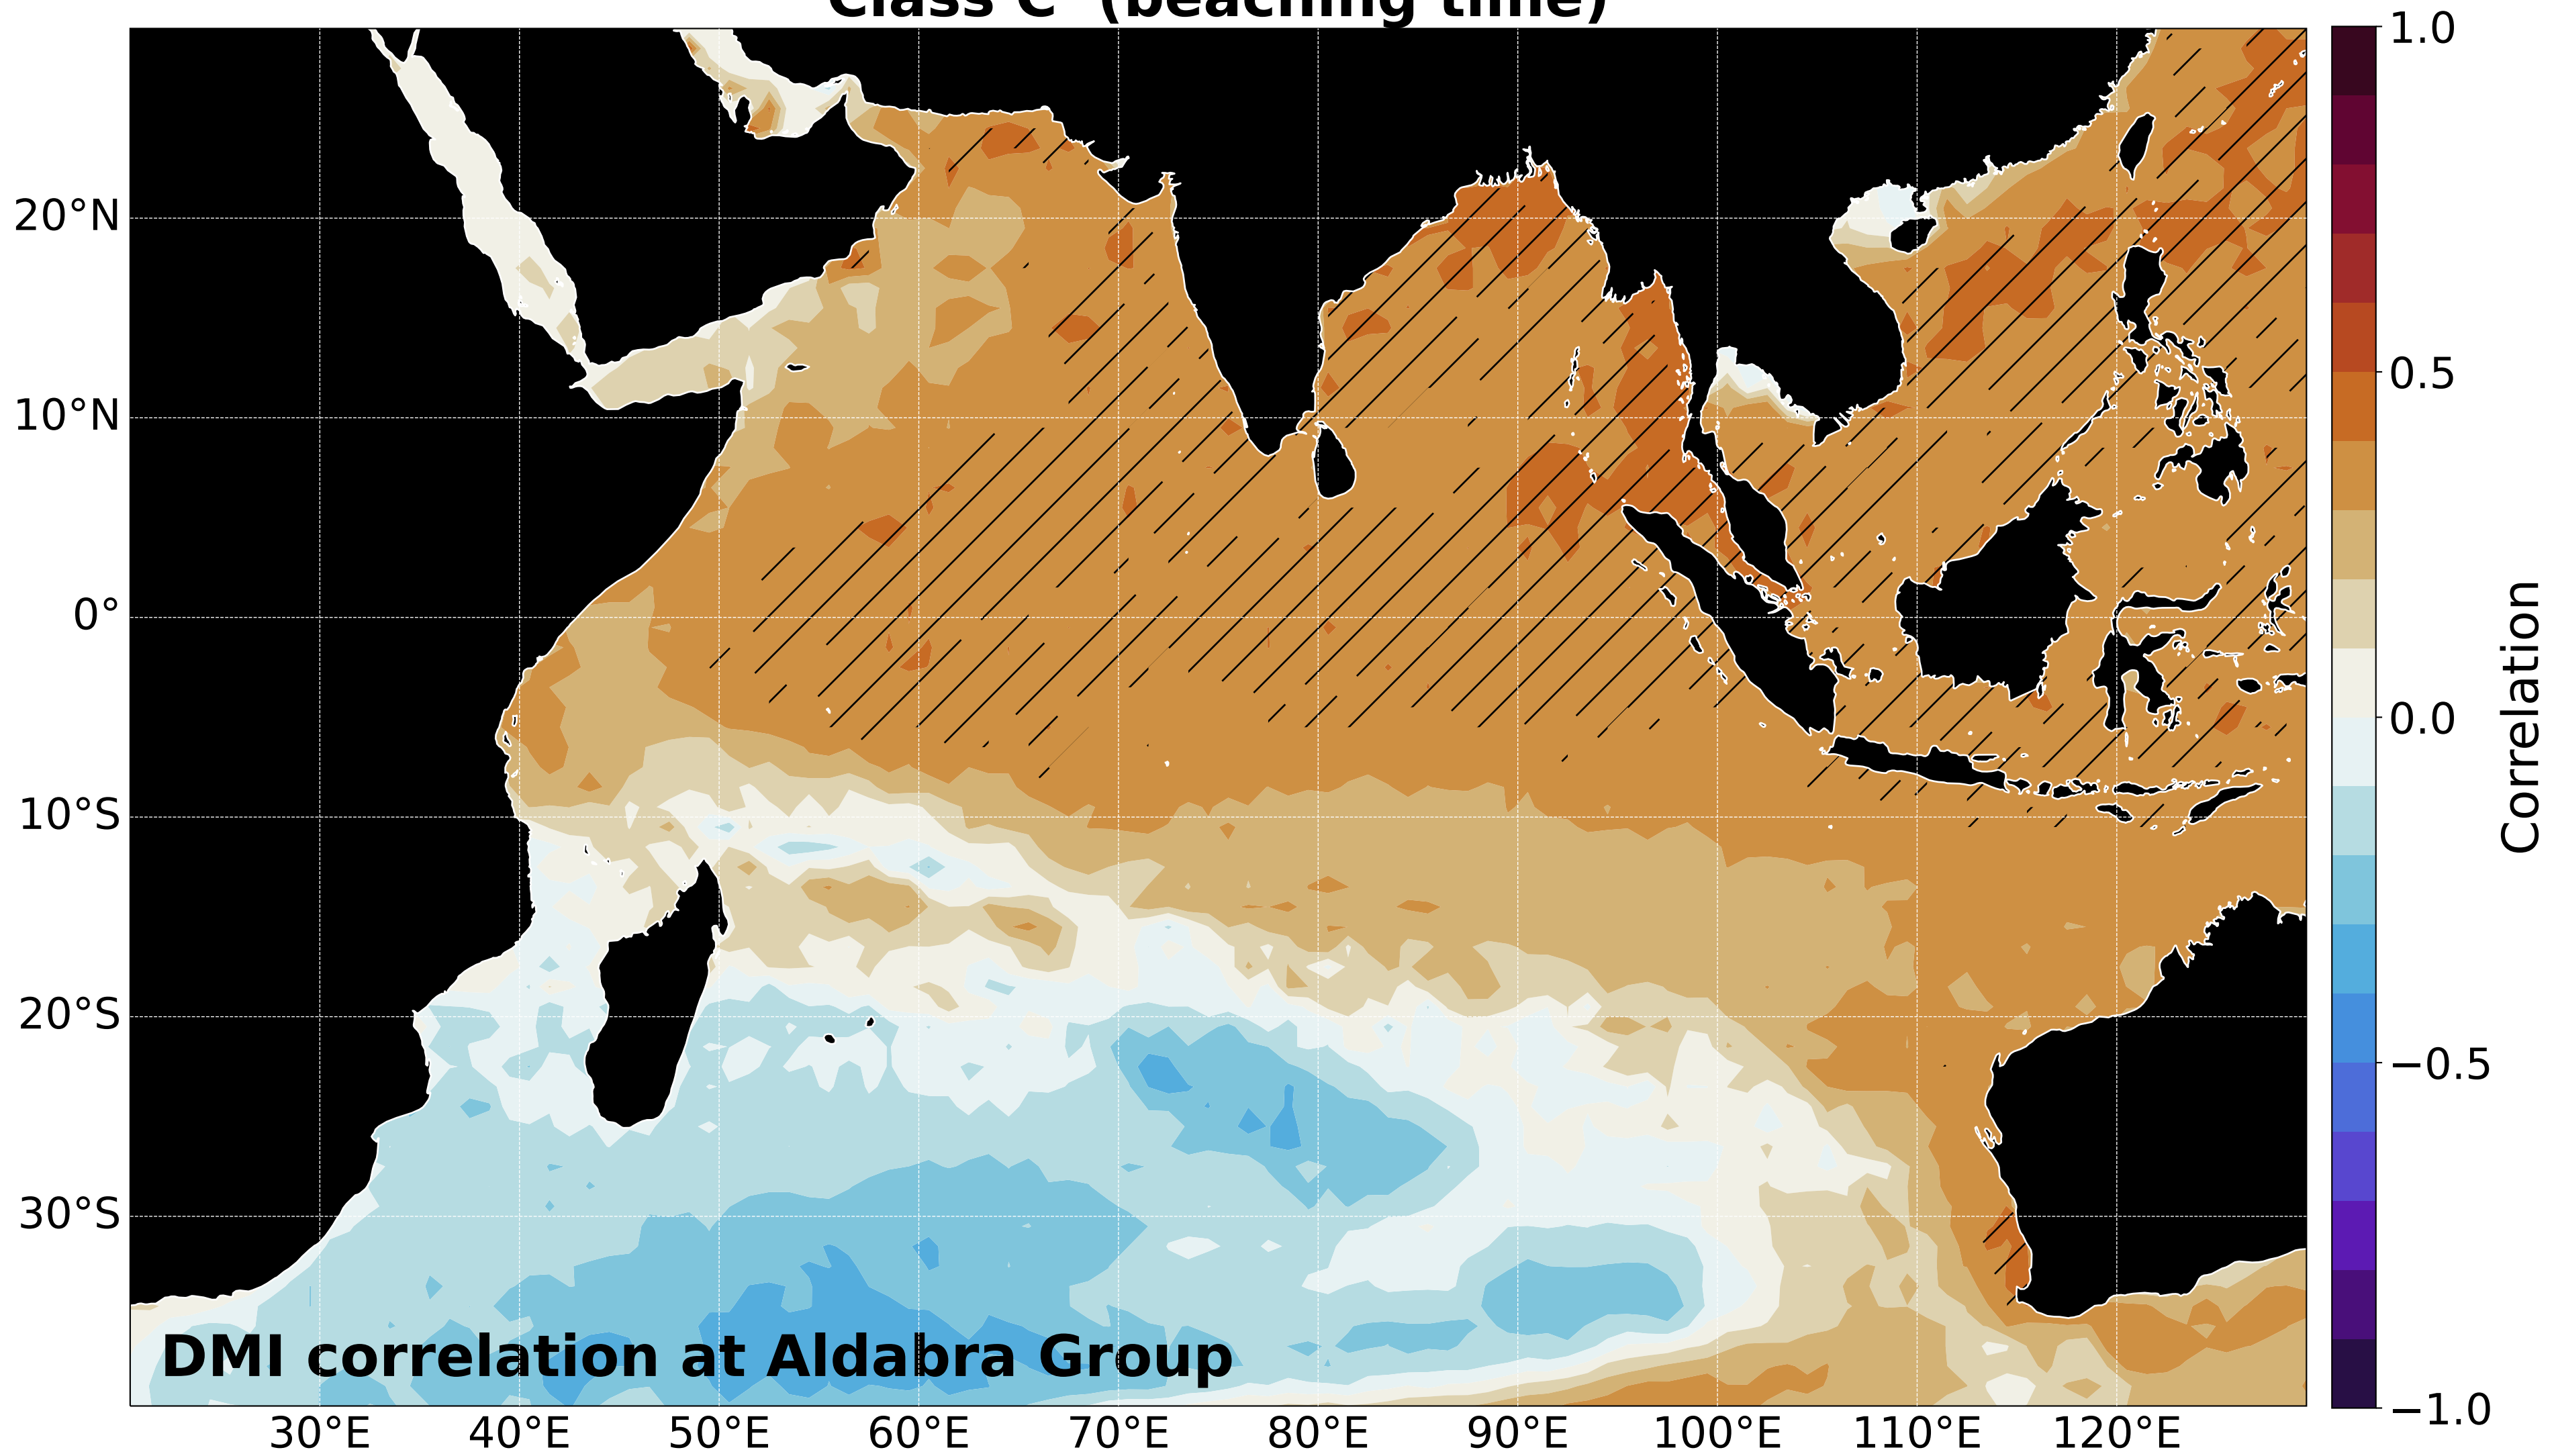 Class C (beaching time)
1.0
20°N
0.5
10°N
0°
0.0
Correlation
10°S
20°S
−0.5
30°S
DMI correlation at Aldabra Group
−1.0
30°E 40°E 50°E 60°E 70°E 80°E 90°E 100°E 110°E 120°E